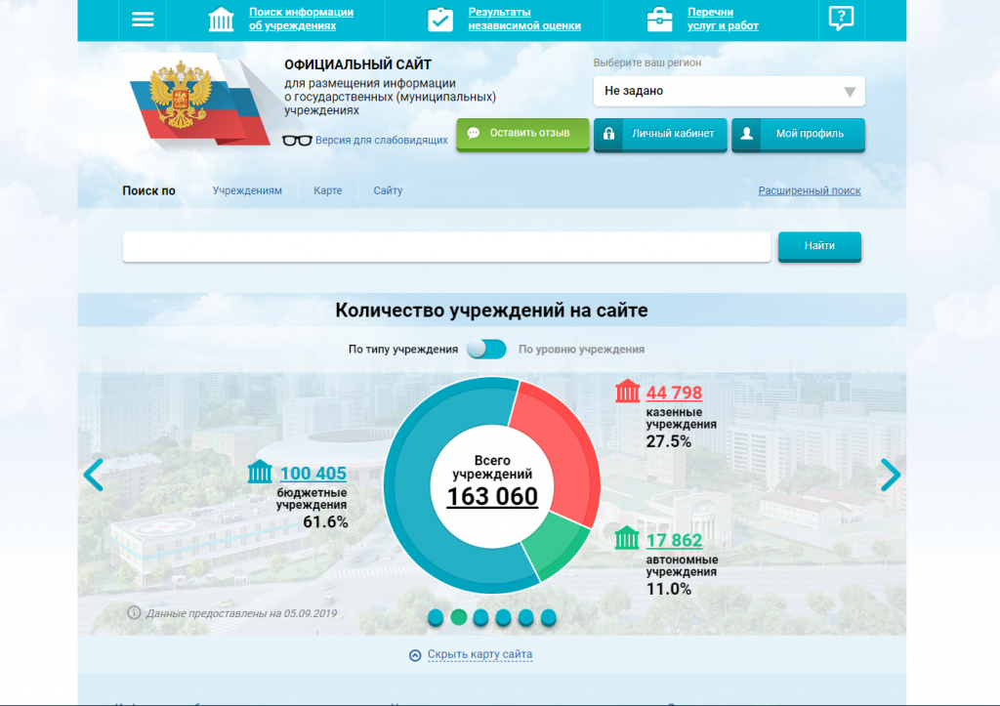 Поиск информации
об учреждениях
Результаты
независимой оценки
Перечни
услуг и работ
ОФИЦИАЛЬНЫЙ САЙТ
для размещения информации
о государственных (муниципальных)
учреждениях
Версия для слабовидящих
Выберите ваш регион
Не задано
Оставить отзыв
Личный кабинет
Мой профиль
Поиск по
Учреждениям
Карте
Сайту
Расширенный поиск
Найти
Количество учреждений на сайте
По типу учреждения
По уровню учреждения
44 798
казенные
учреждения
27.5%
100 405
бюджетные
учреждения
61.6%
Всего
учреждений
163 060
17 862
автономные
учреждения
11.0%
Данные предоставлены на 05.09.2019
Скрыть карту сайта